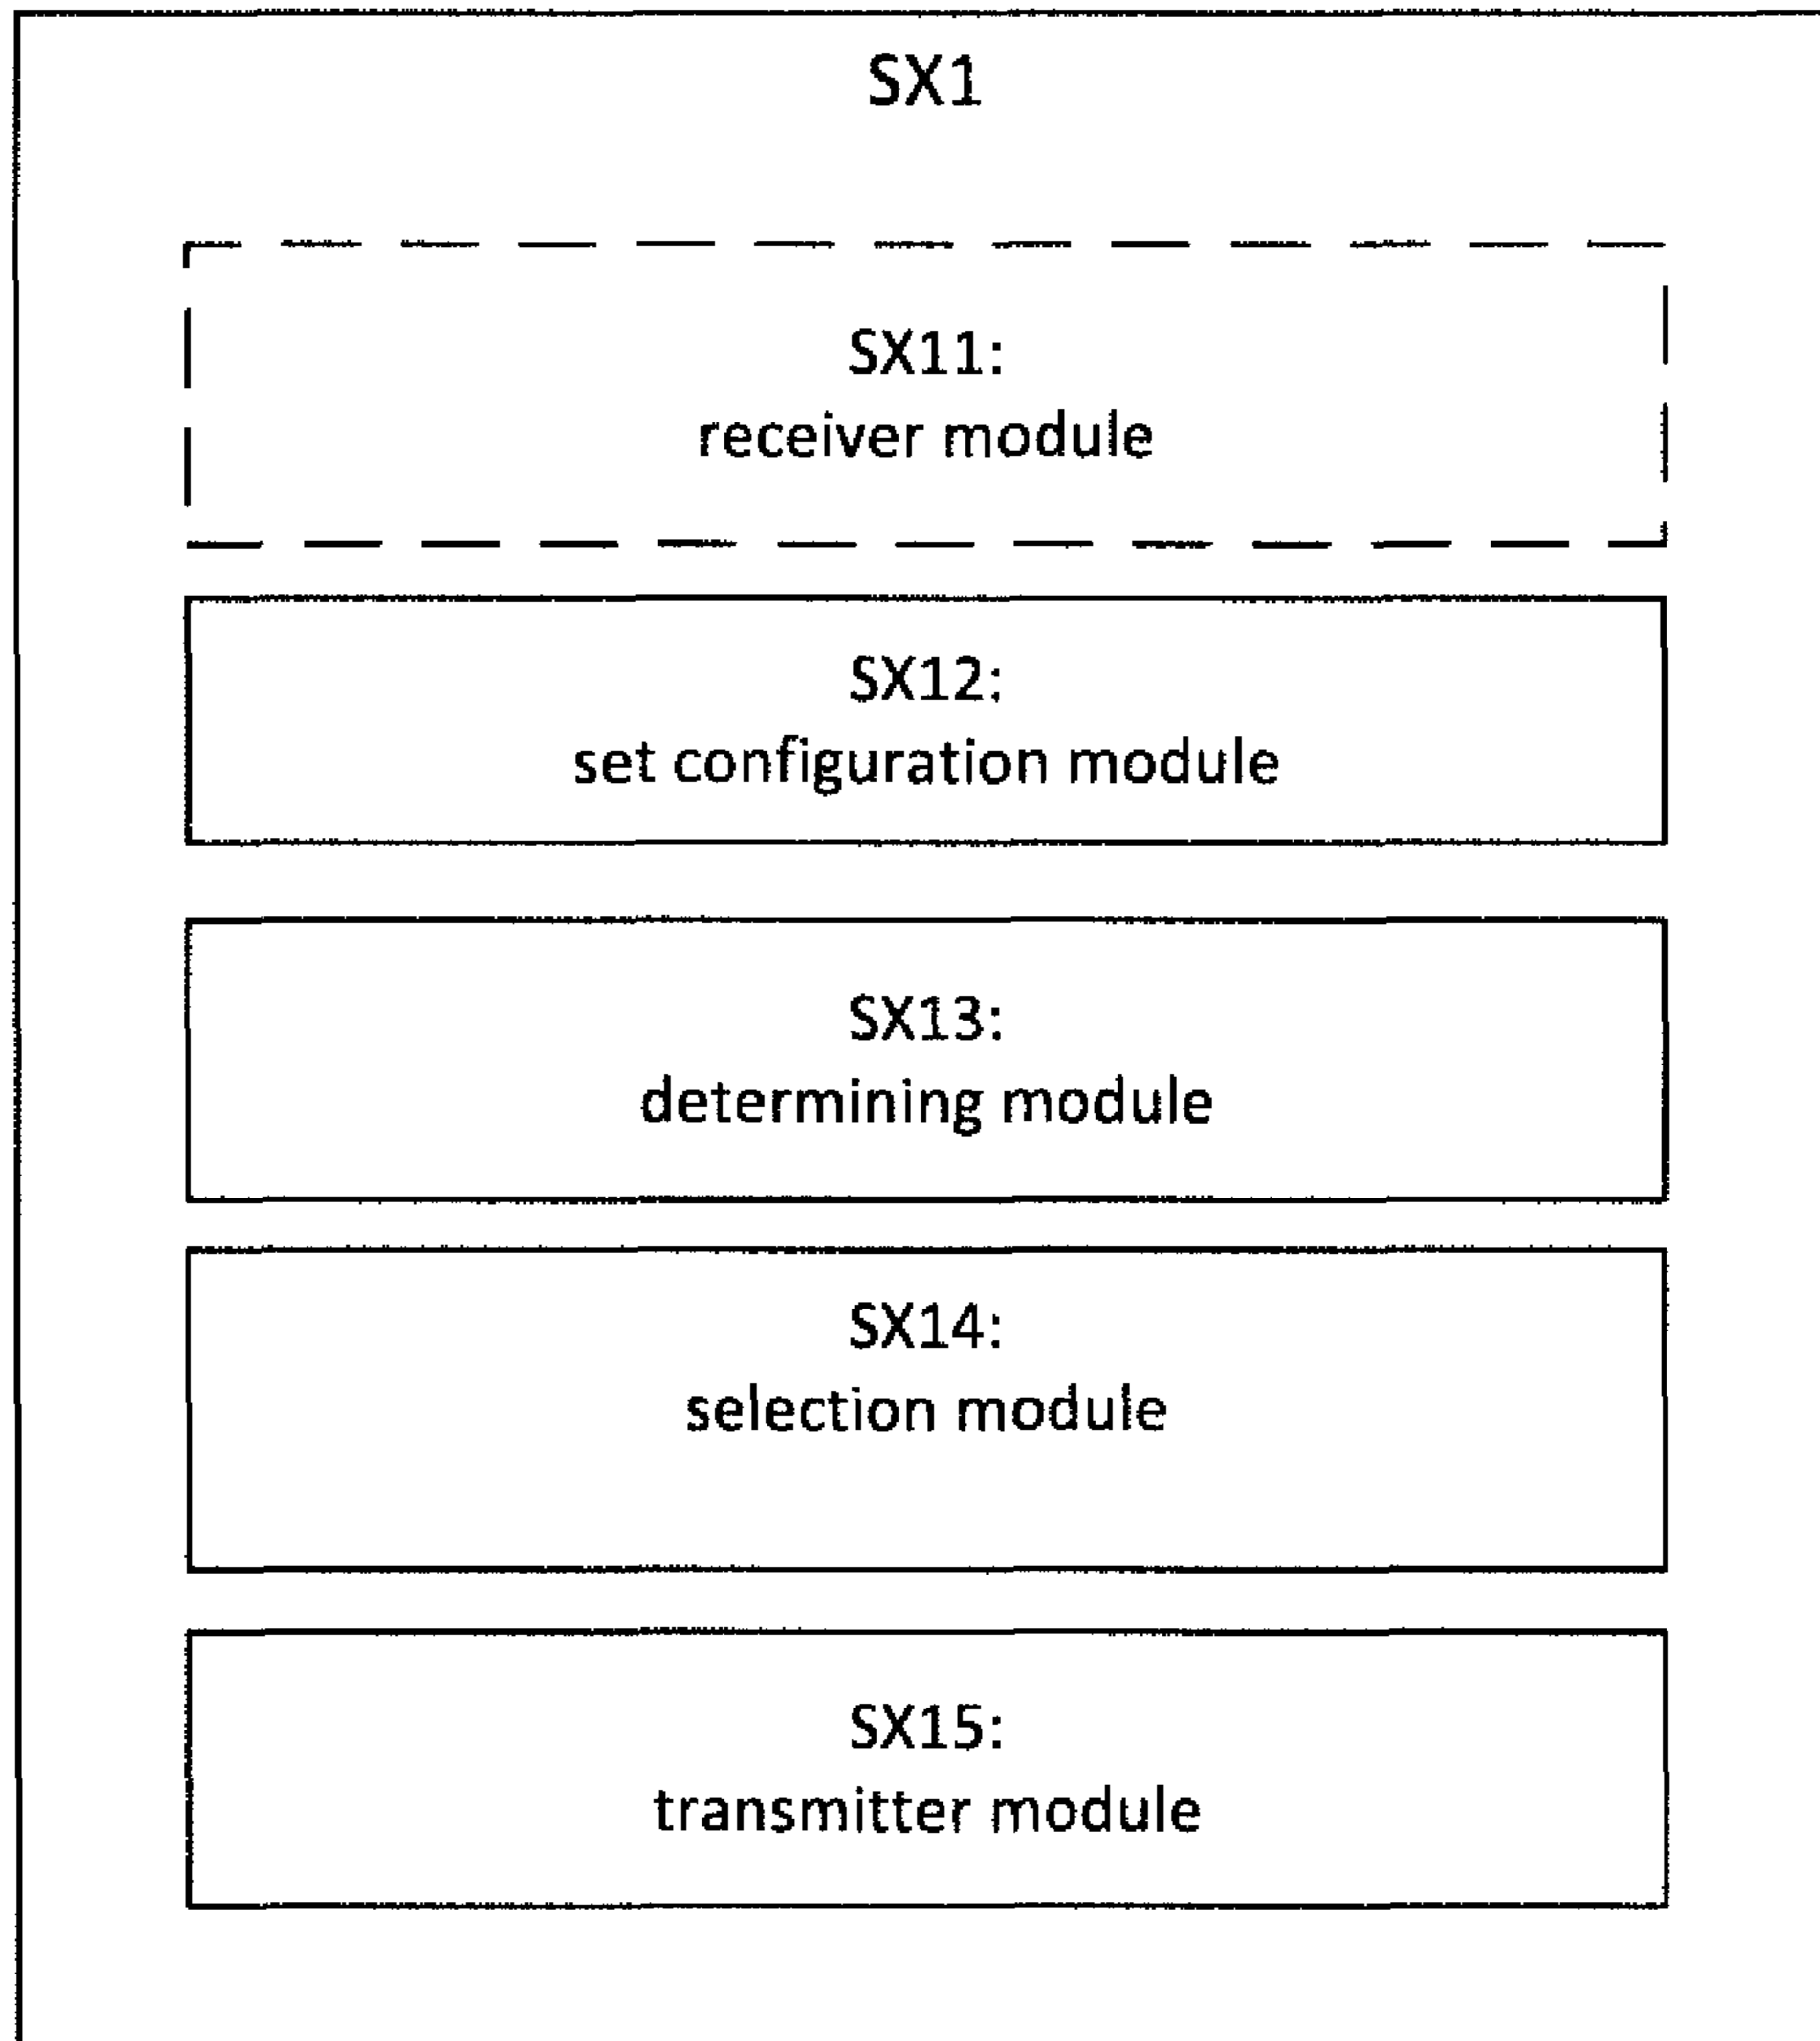 SX1
SX11:
receiver module
SX12:
set configuration module
SX13:
determining module
SX14:
selection module
SX15:
transmitter module